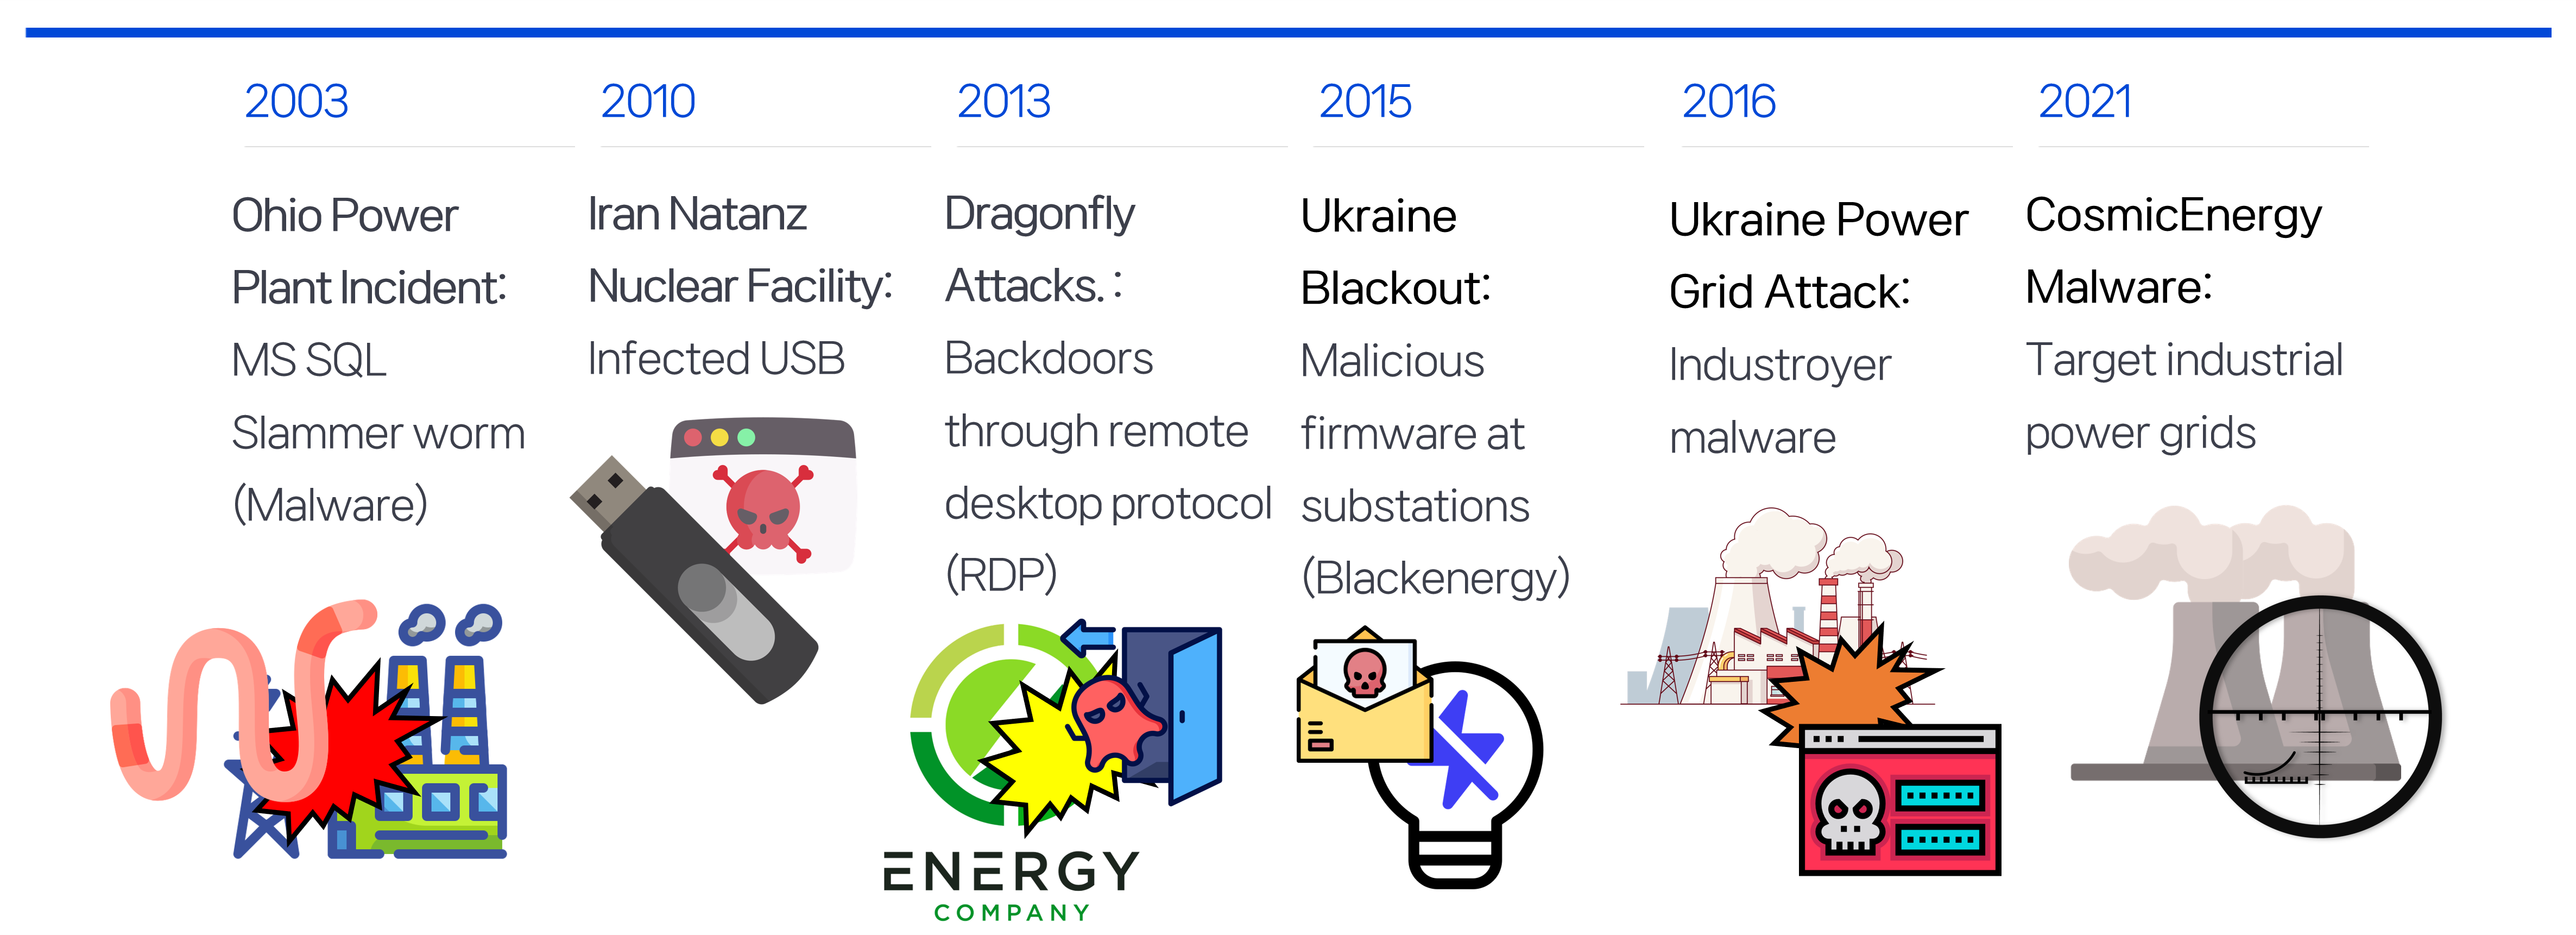 2003
Ohio Power
Plant Incident:
MS SQL
Slammer worm
(Malware)
2010
Iran Natanz
Nuclear Facility:
Infected USB
2013
Dragonfly
Attacks. :
Backdoors
through remote
desktop protocol
(RDP)
ENERGY
COMPANY
2015
Ukraine
Blackout:
Malicious
firmware at
substations
(Blackenergy)
2016
Ukraine Power
Grid Attack:
Industroyer
malware
2021
CosmicEnergy
Malware:
Target industrial
power grids